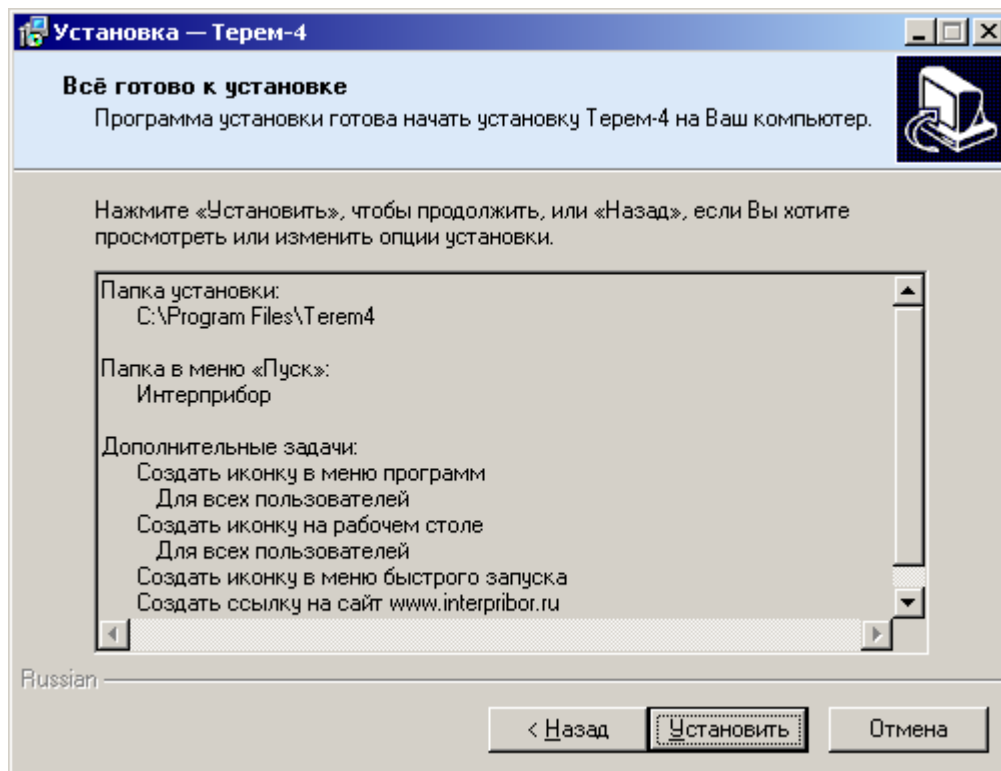 Установка — Терем-4
Всё готово к установке
Программа установки готова начать установку Терем-4 на Ваш компьютер.
Нажмите «Установить», чтобы продолжить, или «Назад», если Вы хотите
просмотреть или изменить опции установки.
Папка установки:
C:\Program Files\Terem4
Папка в меню «Пуск»:
Интерприбор
Дополнительные задачи:
Создать иконку в меню программ
Для всех пользователей
Создать иконку на рабочем столе
Для всех пользователей
Создать иконку в меню быстрого запуска
Создать ссылку на сайт www.interpribor.ru
Russian
< Назад Установить Отмена